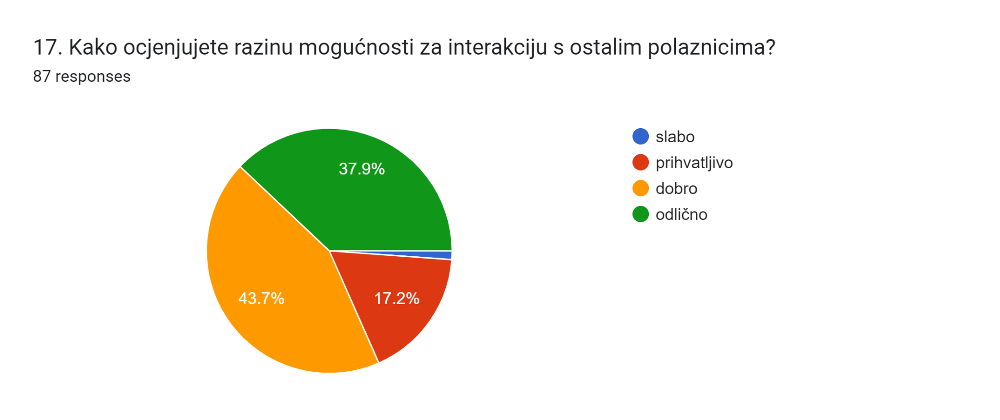 17. Kako ocjenjujete razinu mogućnosti za interakciju s ostalim polaznicima?
87 responses
37.9%
43.7%
17.2%
slabo
prihvatljivo
dobro
odlično